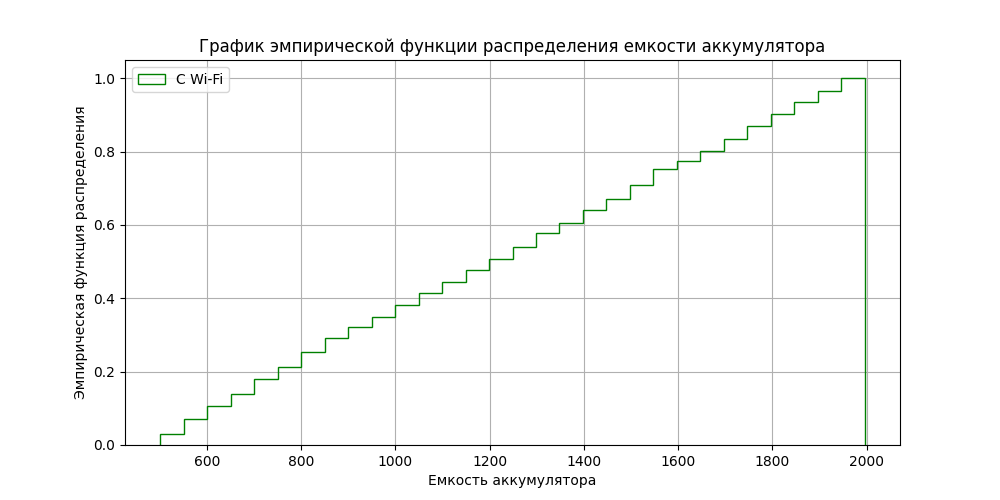 График эмпирической функции распределения емкости аккумулятора
С Wi-Fi
Эмпирическая функция распределения
1.0
0.8
0.6
0.4
0.2
0.0
600 800 1000 1200 1400 1600 1800 2000
Емкость аккумулятора